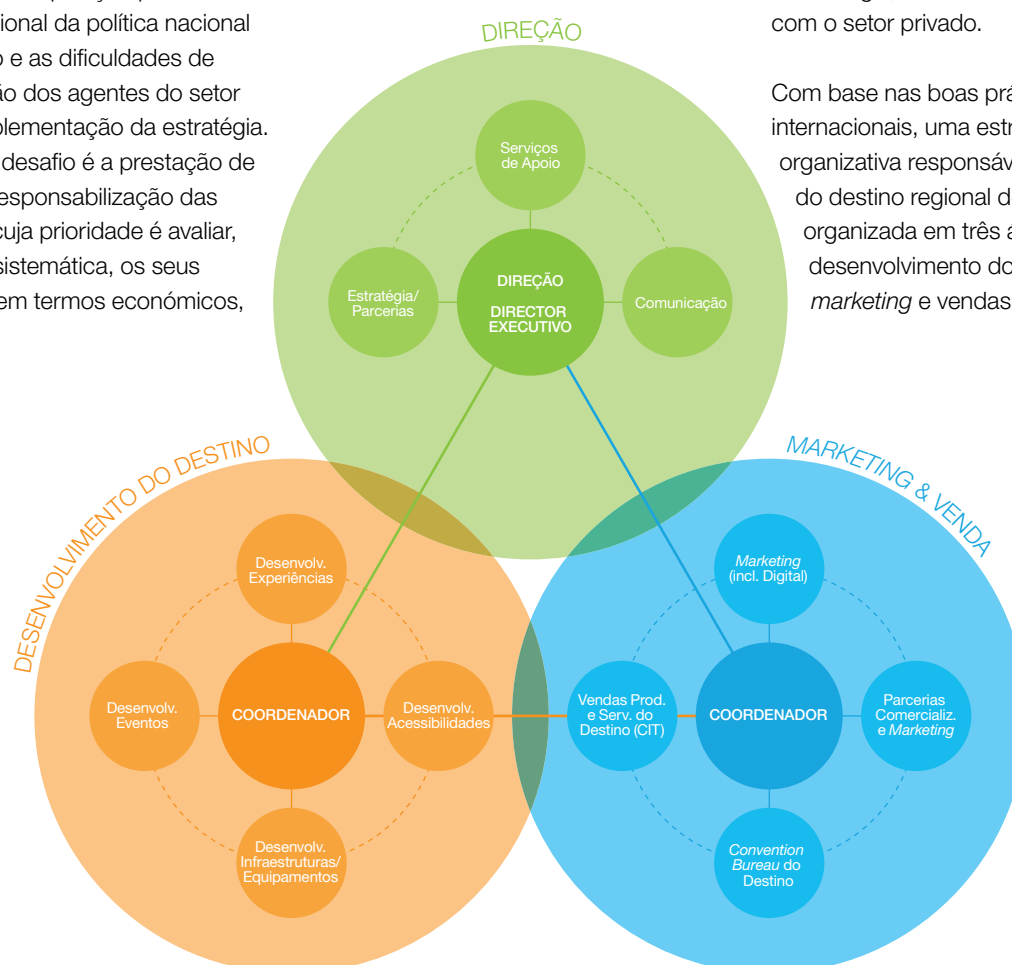 ional da política nacional
o e as dificuldades de
ão dos agentes do setor
plementação da estratégia.
desafio é a prestação de
esponsabilização das
cuja prioridade é avaliar,
sistemática, os seus
em termos económicos,
com o setor privado.
Com base nas boas prá
internacionais, uma estr
organizativa responsáv
do destino regional d
organizada em três á
desenvolvimento do
marketing e vendas
DIREÇÃO
Serviços
de Apoio
Estratégia/
Parcerias
DIREÇÃO
DIRECTOR
EXECUTIVO
Comunicação
DESENVOLVIMENTO DO DESTINO
Desenvolv.
Experiências
Desenvolv.
Eventos
COORDENADOR
Desenvolv.
Acessibilidades
Desenvolv.
Infraestruturas/
Equipamentos
MARKETING & VENDA
Marketing
(incl. Digital)
Vendas Prod.
e Serv. do
Destino (CIT)
COORDENADOR
Parcerias
Comercializ.
e Marketing
Convention
Bureau do
Destino